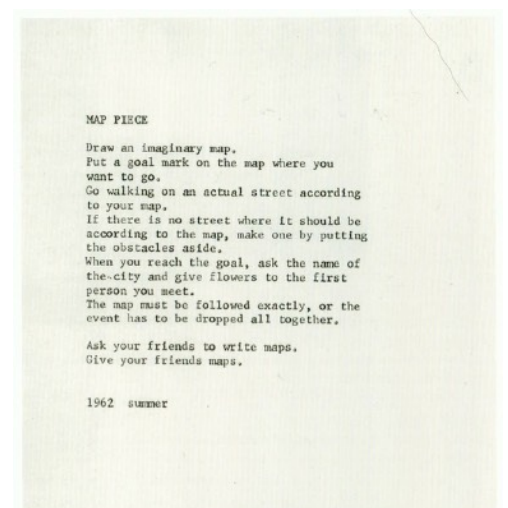 MAP PIECE
Draw an imaginary map.
Put a goal mark on the map where you
want to go.
Go walking on an actual street according
to your map.
If there is no street where it should be
according to the map, make one by putting
the obstacles aside.
When you reach the goal, ask the name of
the city and give flowers to the first
person you meet.
The map must be followed exactly, or the
event has to be dropped all together.
Ask your friends to write maps.
Give your friends maps.
1962 summer